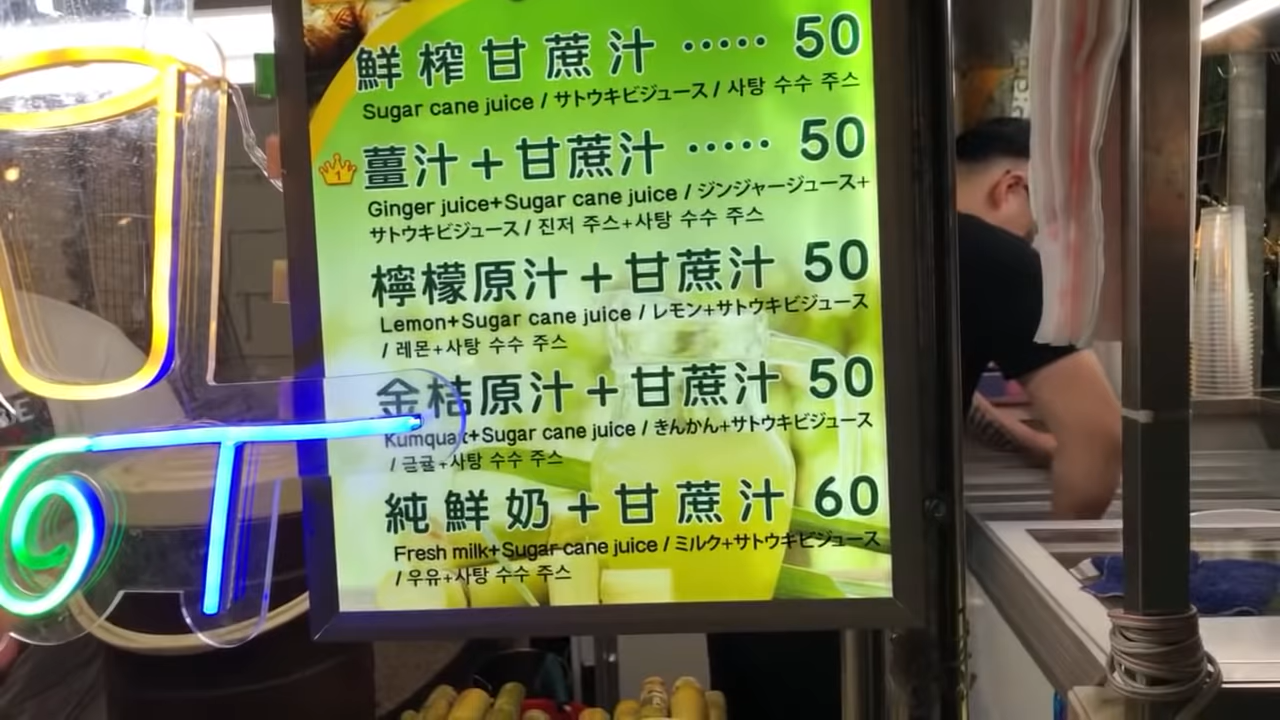 鮮榨甘蔗汁 ····· 50
Sugar cane juice / サトウキビジュース / 사탕 수수 주스
1
薑汁+甘蔗汁 ····· 50
Ginger juice+Sugar cane juice / ジンジャージュース+
サトウキビジュース / 진저 주스+사탕 수수 주스
檸檬原汁+甘蔗汁 50
Lemon+Sugar cane juice / レモン+サトウキビジュース
/ 레몬+사탕 수수 주스
金桔原汁+甘蔗汁 50
Kumquat+Sugar cane juice / きんかん+サトウキビジュース
/ 금귤+사탕 수수 주스
純鮮奶+甘蔗汁 60
Fresh milk+Sugar cane juice / ミルク+サトウキビジュース
/ 우유+사탕 수수 주스